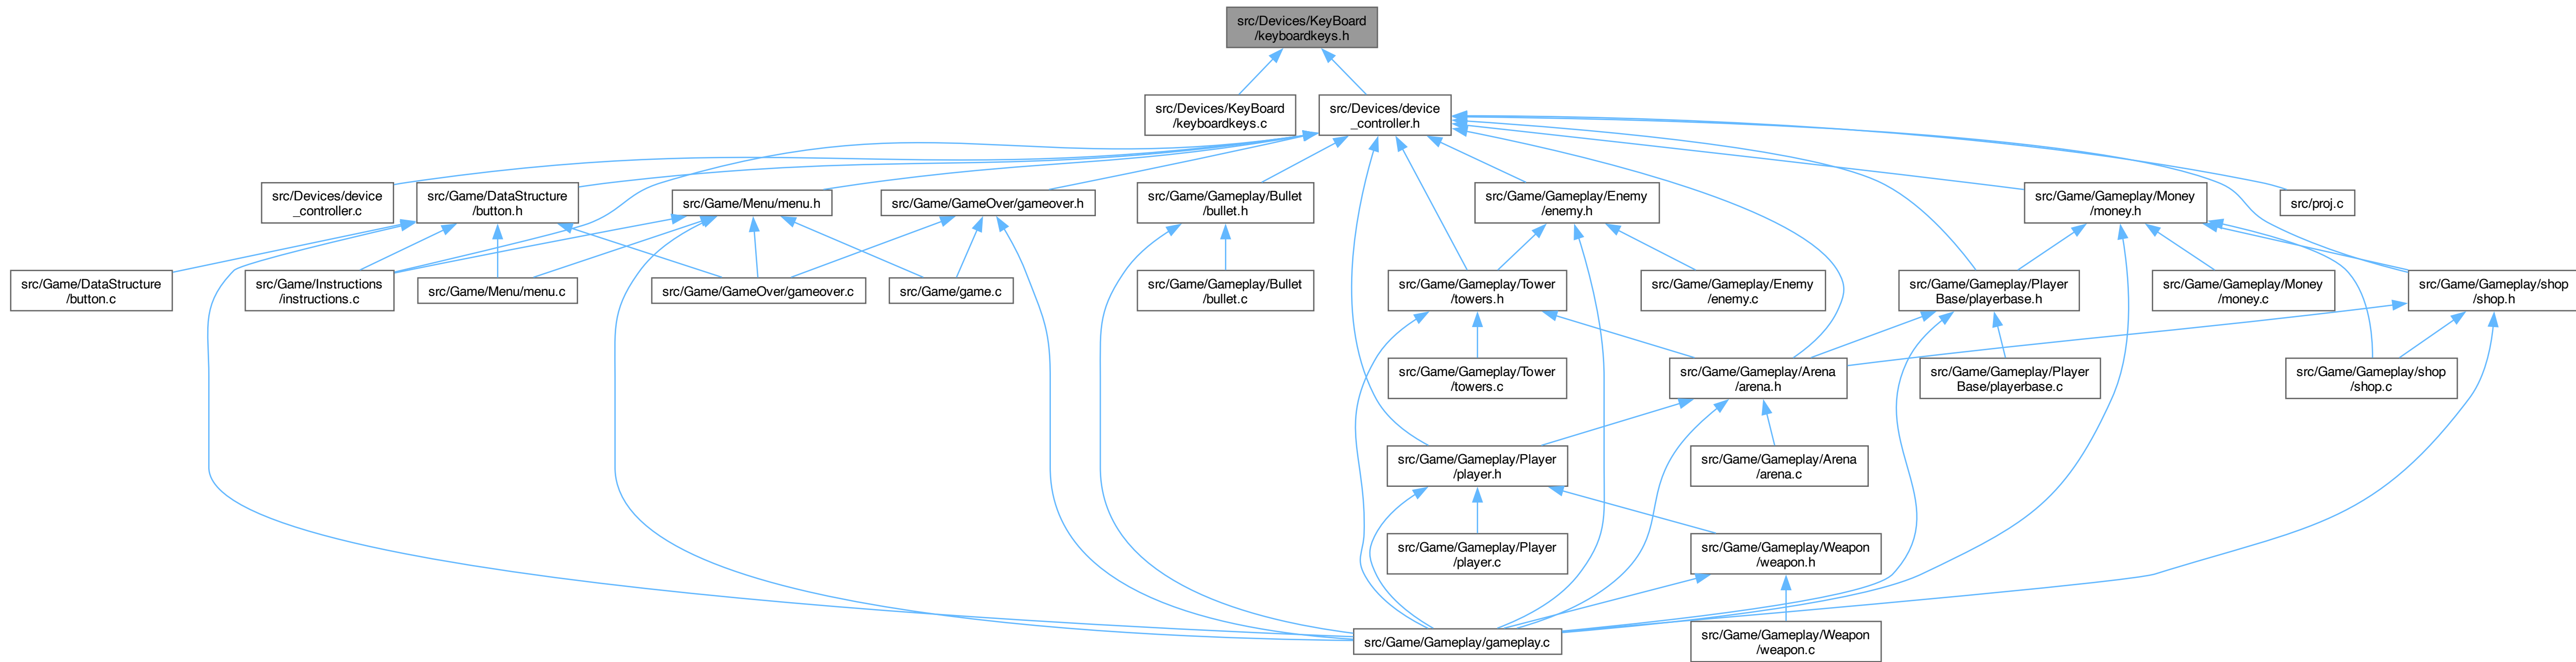 src/Devices/KeyBoard
/keyboardkeys.h
src/Devices/KeyBoard
/keyboardkeys.c
src/Devices/device
_controller.h
src/Devices/device
_controller.c
src/Game/DataStructure
/button.h
src/Game/Menu/menu.h
src/Game/GameOver/gameover.h
src/Game/Gameplay/Bullet
/bullet.h
src/Game/Gameplay/Enemy
/enemy.h
src/Game/Gameplay/Money
/money.h
src/proj.c
src/Game/DataStructure
/button.c
src/Game/Instructions
/instructions.c
src/Game/Menu/menu.c
src/Game/GameOver/gameover.c
src/Game/game.c
src/Game/Gameplay/Bullet
/bullet.c
src/Game/Gameplay/Tower
/towers.h
src/Game/Gameplay/Enemy
/enemy.c
src/Game/Gameplay/Player
Base/playerbase.h
src/Game/Gameplay/Money
/money.c
src/Game/Gameplay/shop
/shop.h
src/Game/Gameplay/Tower
/towers.c
src/Game/Gameplay/Arena
/arena.h
src/Game/Gameplay/Player
Base/playerbase.c
src/Game/Gameplay/shop
/shop.c
src/Game/Gameplay/Player
/player.h
src/Game/Gameplay/Arena
/arena.c
src/Game/Gameplay/Player
/player.c
src/Game/Gameplay/Weapon
/weapon.h
src/Game/Gameplay/gameplay.c
src/Game/Gameplay/Weapon
/weapon.c